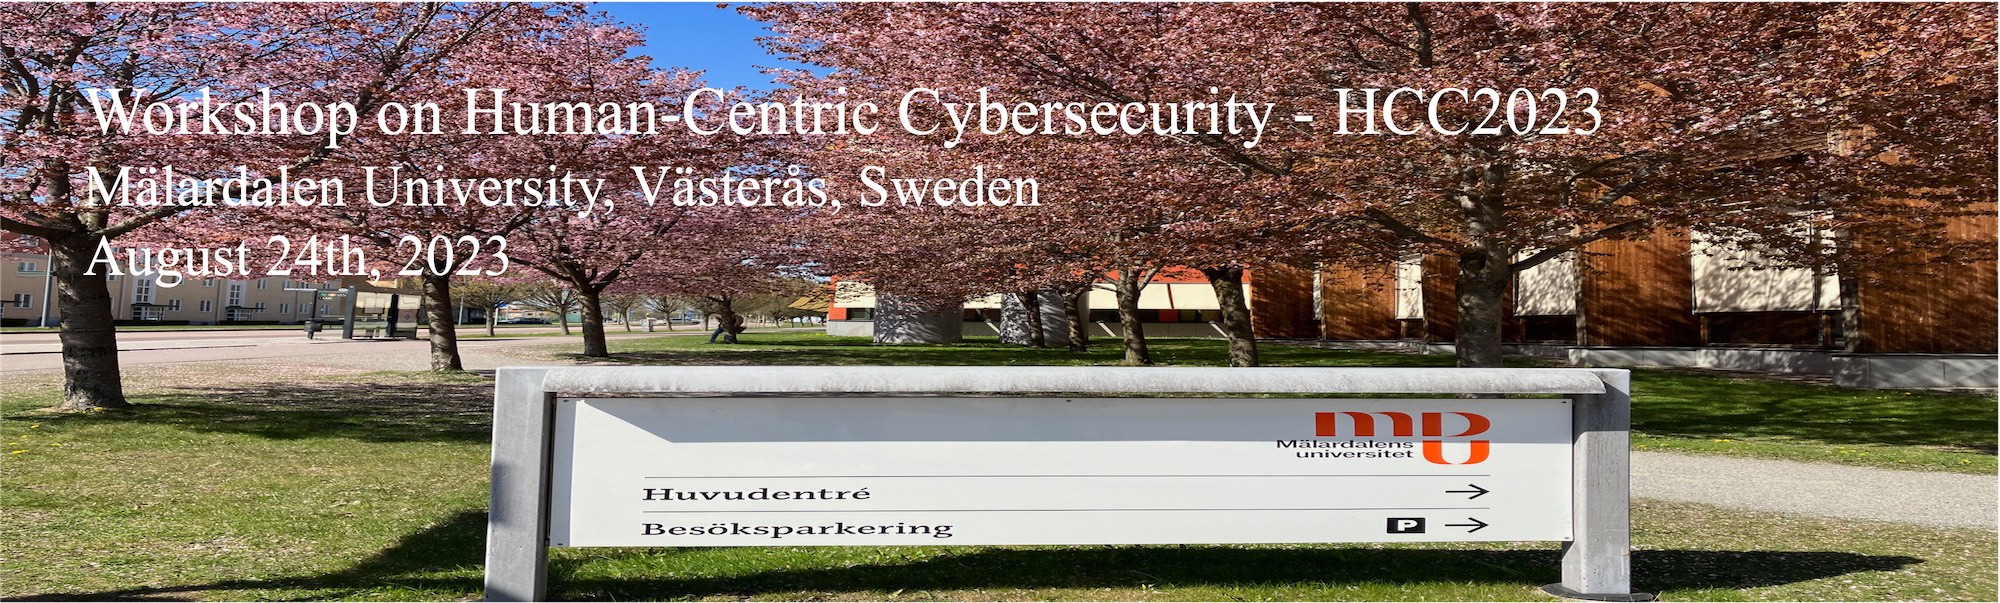 Workshop on Human-Centric Cybersecurity - HCC2023
Mälardalen University, Västerås, Sweden
August 24th, 2023
mdu
Mälardalens
universitet
Huvudentré
Besöksparkering P